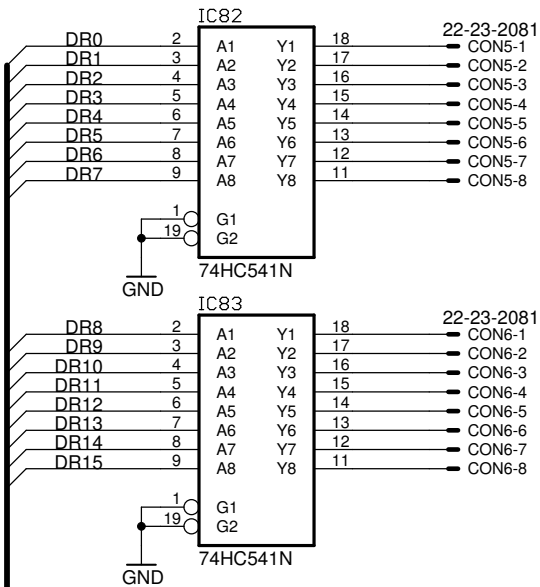 IC82
22-23-2081
DR0 2 A1 Y1 18 CON5-1
DR1 3 A2 Y2 17 CON5-2
DR2 4 A3 Y3 16 CON5-3
DR3 5 A4 Y4 15 CON5-4
DR4 6 A5 Y5 14 CON5-5
DR5 7 A6 Y6 13 CON5-6
DR6 8 A7 Y7 12 CON5-7
DR7 9 A8 Y8 11 CON5-8
1 G1
19 G2
74HC541N
GND
IC83
22-23-2081
DR8 2 A1 Y1 18 CON6-1
DR9 3 A2 Y2 17 CON6-2
DR10 4 A3 Y3 16 CON6-3
DR11 5 A4 Y4 15 CON6-4
DR12 6 A5 Y5 14 CON6-5
DR13 7 A6 Y6 13 CON6-6
DR14 8 A7 Y7 12 CON6-7
DR15 9 A8 Y8 11 CON6-8
1 G1
19 G2
74HC541N
GND